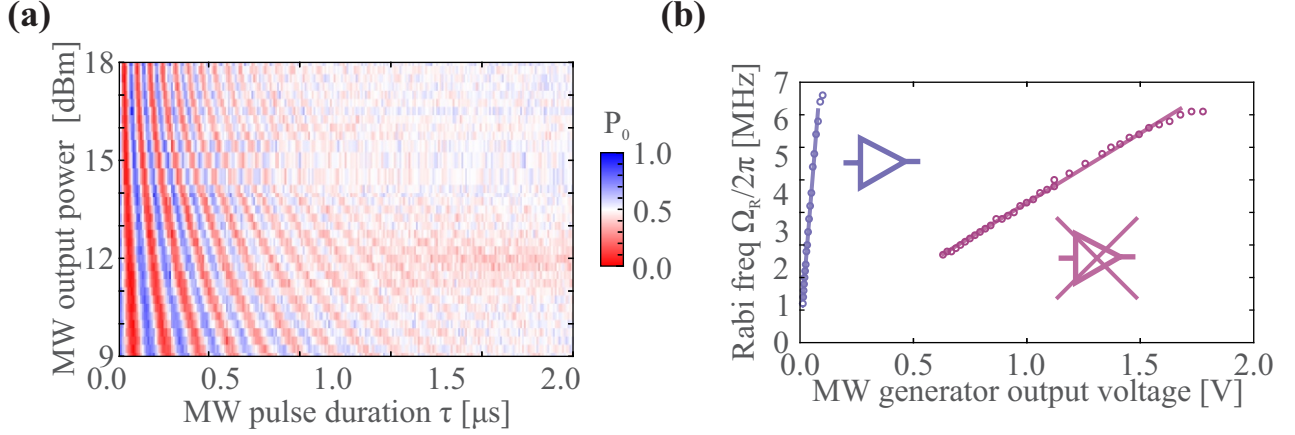 (a)
MW output power [dBm]
18
15
12
9
0.0 0.5 1.0 1.5 2.0
MW pulse duration τ [μs]
P₀
1.0
0.5
0.0
(b)
Rabi freq Ω_R/2π [MHz]
7
6
5
4
3
2
1
0
0.0 0.5 1.0 1.5 2.0
MW generator output voltage [V]